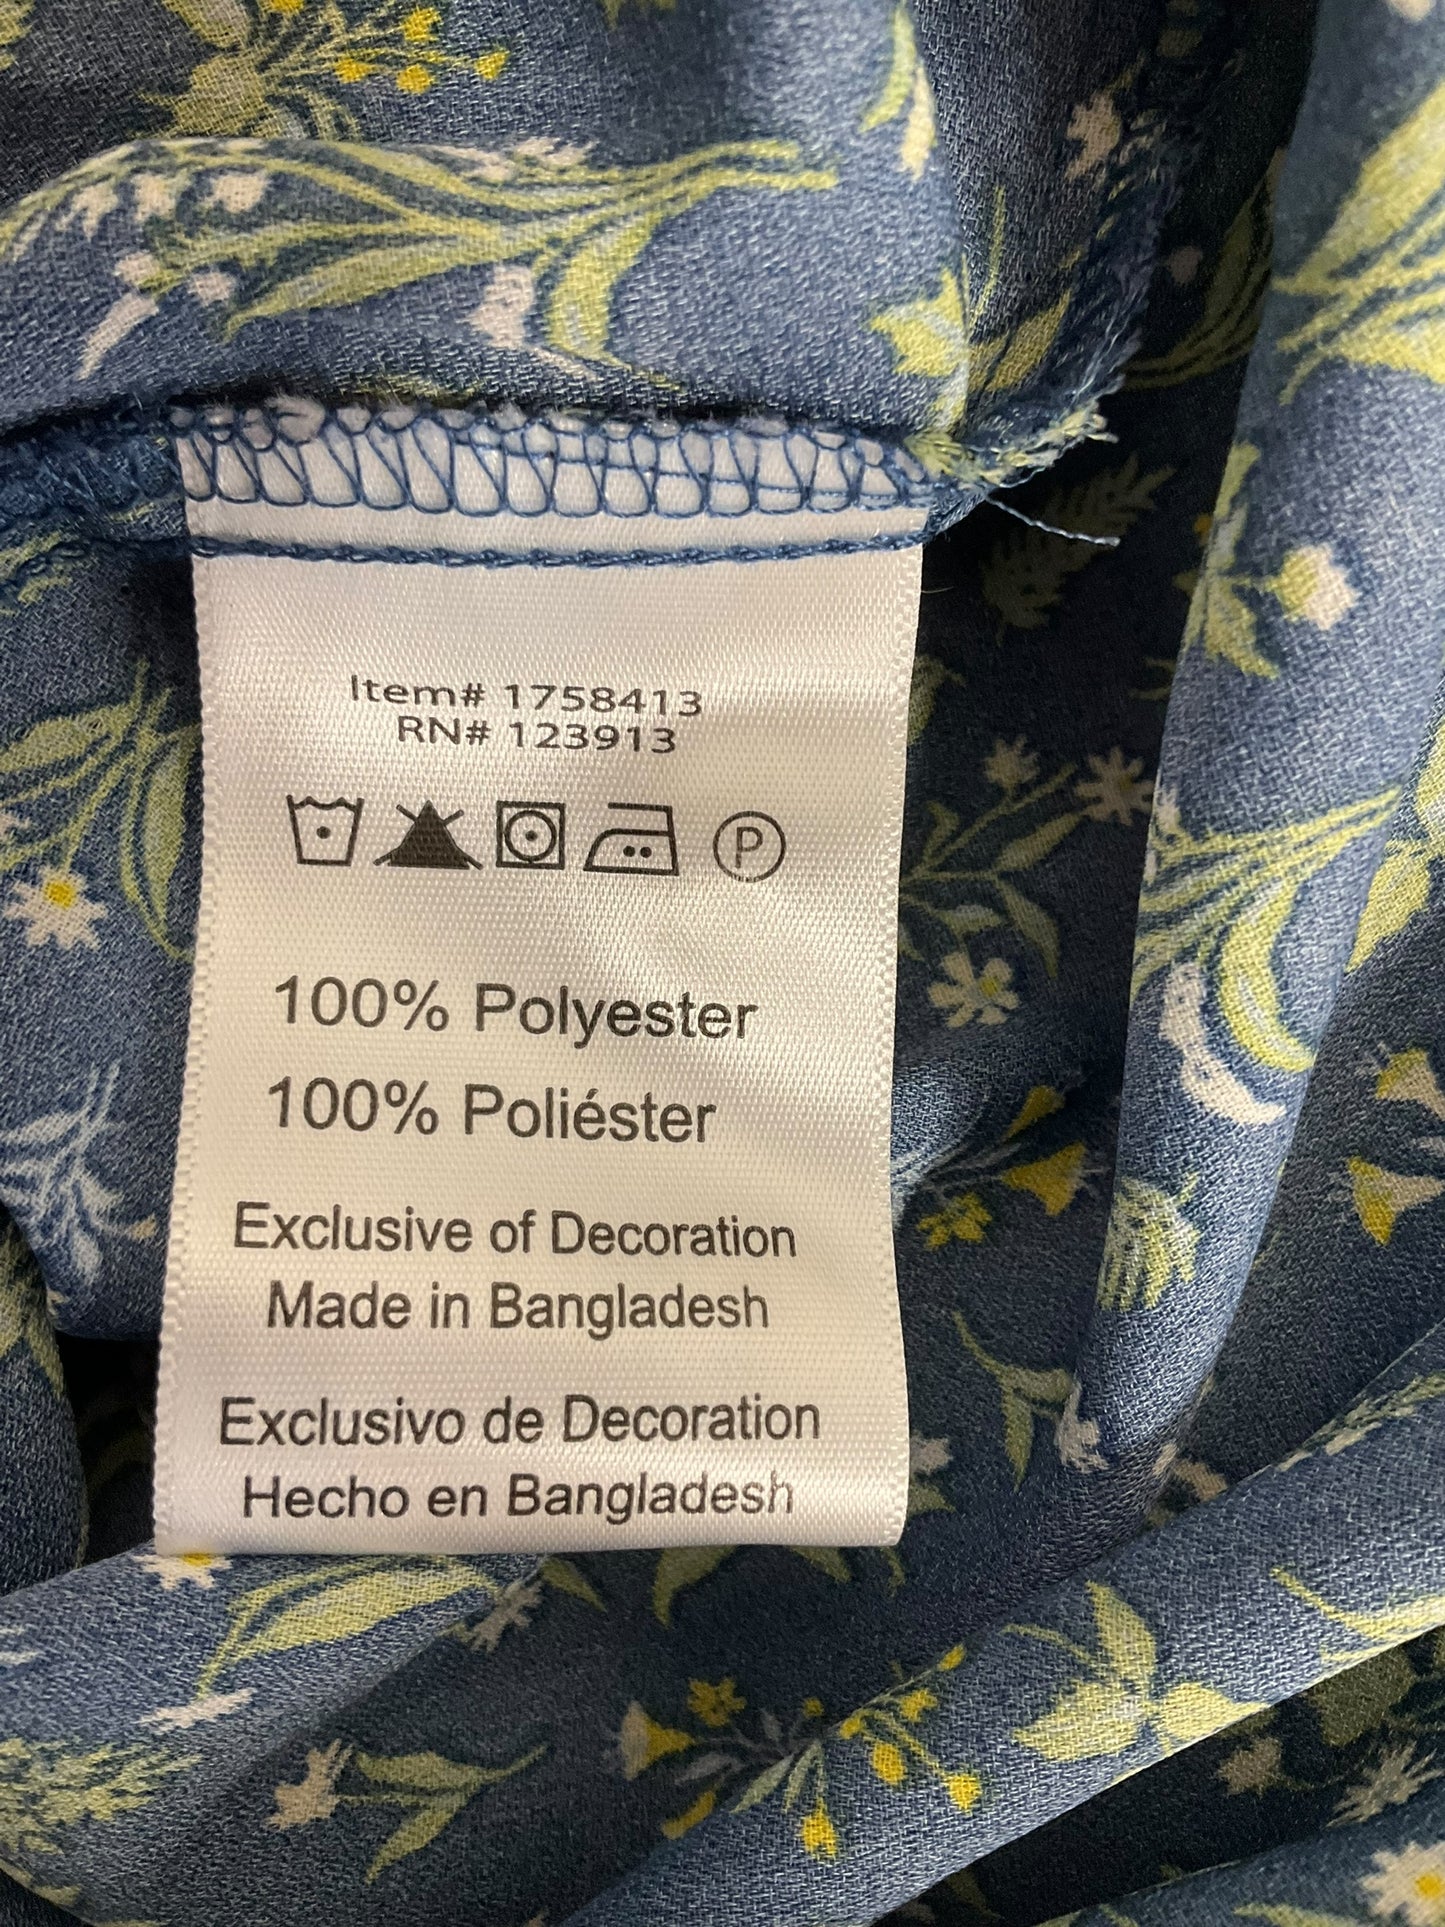 Item# 1758413
RN# 123913
P
100% Polyester
100% Poliéster
Exclusive of Decoration
Made in Bangladesh
Exclusivo de Decoration
Hecho en Bangladesh